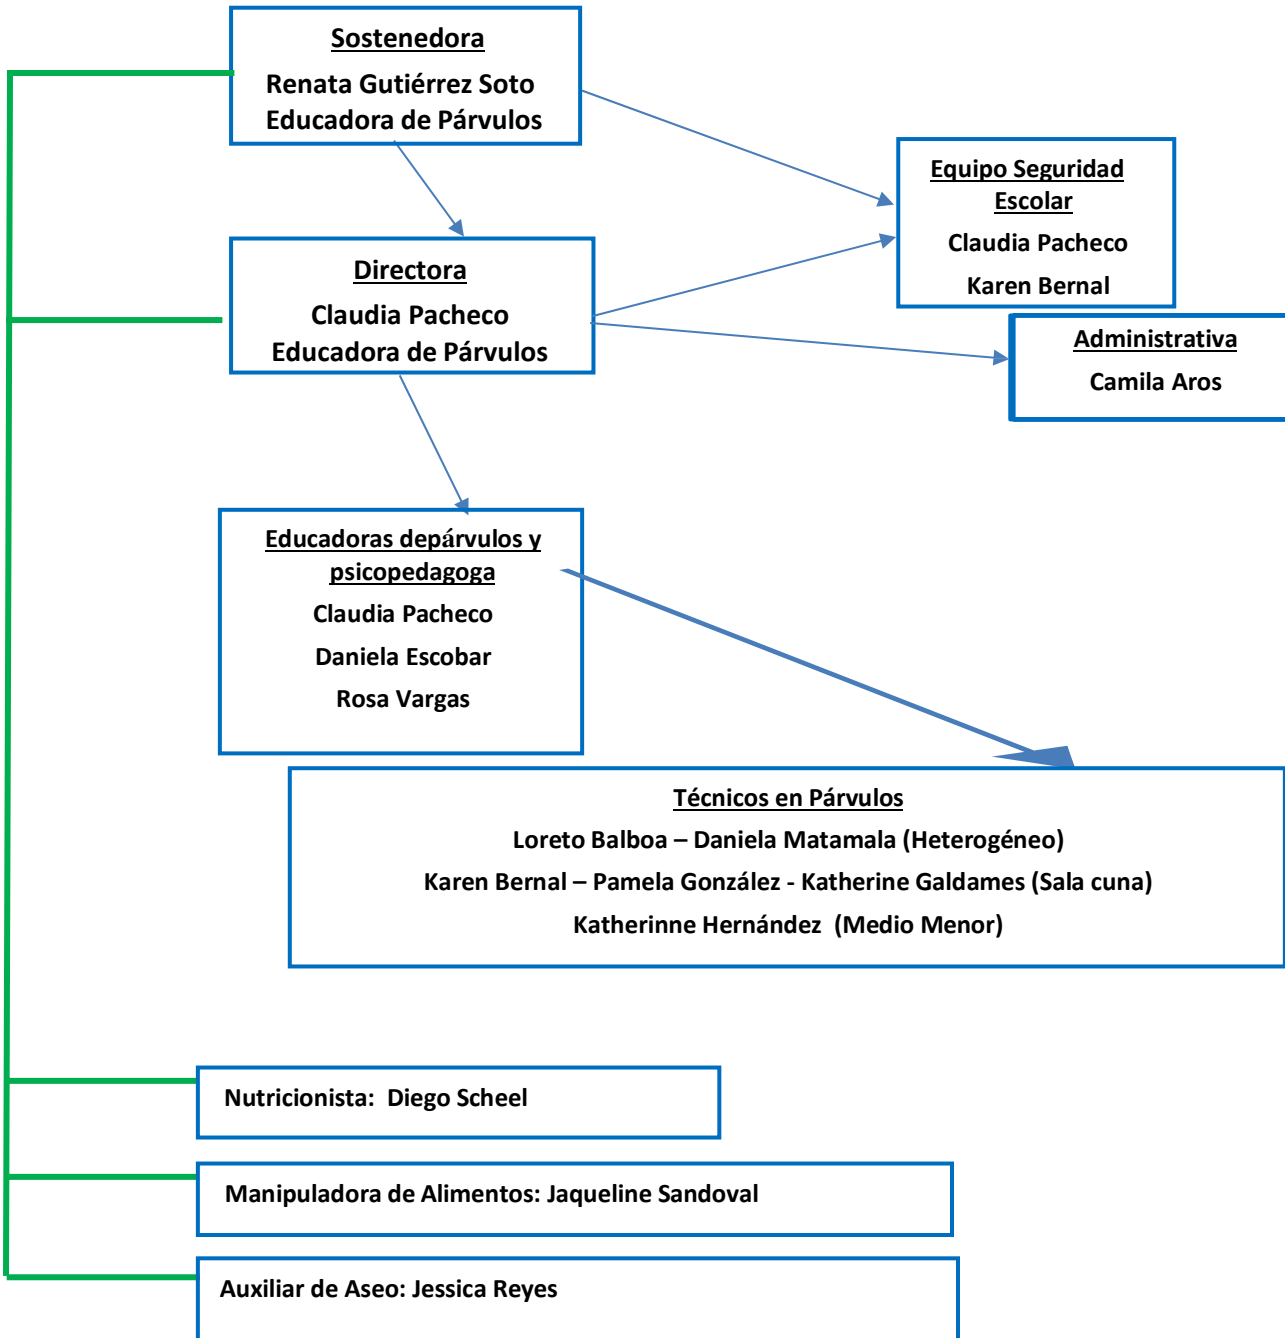 Sostenedora
Renata Gutiérrez Soto
Educadora de Párvulos
Equipo Seguridad
Escolar
Claudia Pacheco
Karen Bernal
Directora
Claudia Pacheco
Educadora de Párvulos
Administrativa
Camila Aros
Educadoras depárvulos y
psicopedagoga
Claudia Pacheco
Daniela Escobar
Rosa Vargas
Técnicos en Párvulos
Loreto Balboa – Daniela Matamala (Heterogéneo)
Karen Bernal – Pamela González - Katherine Galdames (Sala cuna)
Katherinne Hernández  (Medio Menor)
Nutricionista:  Diego Scheel
Manipuladora de Alimentos: Jaqueline Sandoval
Auxiliar de Aseo: Jessica Reyes